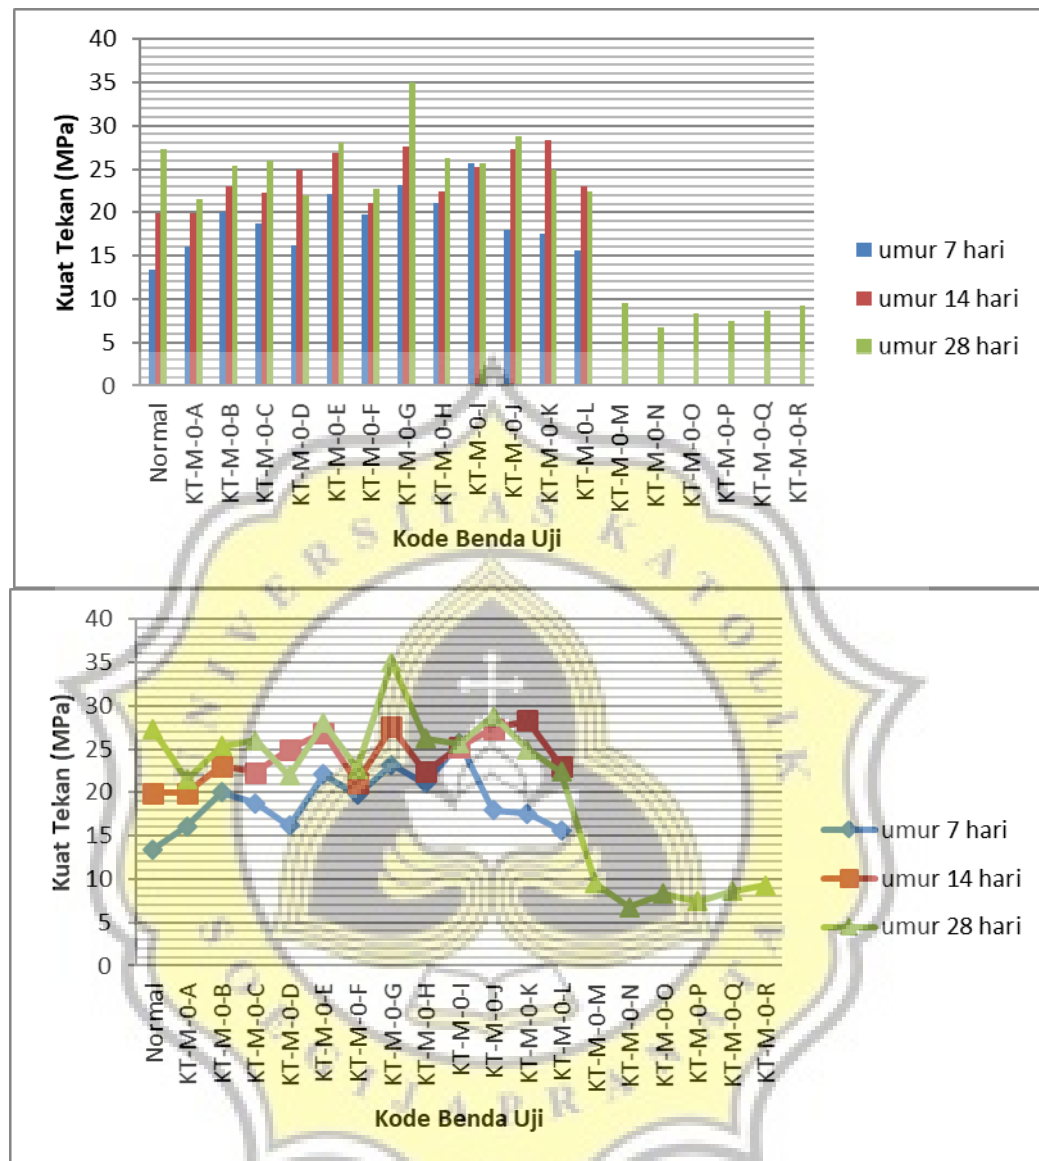 40
35
30
25
20
15
10
5
0
Kuat Tekan (MPa)
Normal
KT-M-0-A
KT-M-0-B
KT-M-0-C
KT-M-0-D
KT-M-0-E
KT-M-0-F
KT-M-0-G
KT-M-0-H
KT-M-0-I
KT-M-0-J
KT-M-0-K
KT-M-0-L
KT-M-0-M
KT-M-0-N
KT-M-0-O
KT-M-0-P
KT-M-0-Q
KT-M-0-R
Kode Benda Uji
umur 7 hari
umur 14 hari
umur 28 hari
40
35
30
25
20
15
10
5
0
Kuat Tekan (MPa)
Normal
KT-M-0-A
KT-M-0-B
KT-M-0-C
KT-M-0-D
KT-M-0-E
KT-M-0-F
KT-M-0-G
KT-M-0-H
KT-M-0-I
KT-M-0-J
KT-M-0-K
KT-M-0-L
KT-M-0-M
KT-M-0-N
KT-M-0-O
KT-M-0-P
KT-M-0-Q
KT-M-0-R
Kode Benda Uji
umur 7 hari
umur 14 hari
umur 28 hari
UNIVERSITAS KATOLIK
SOEGIJAPRANATA